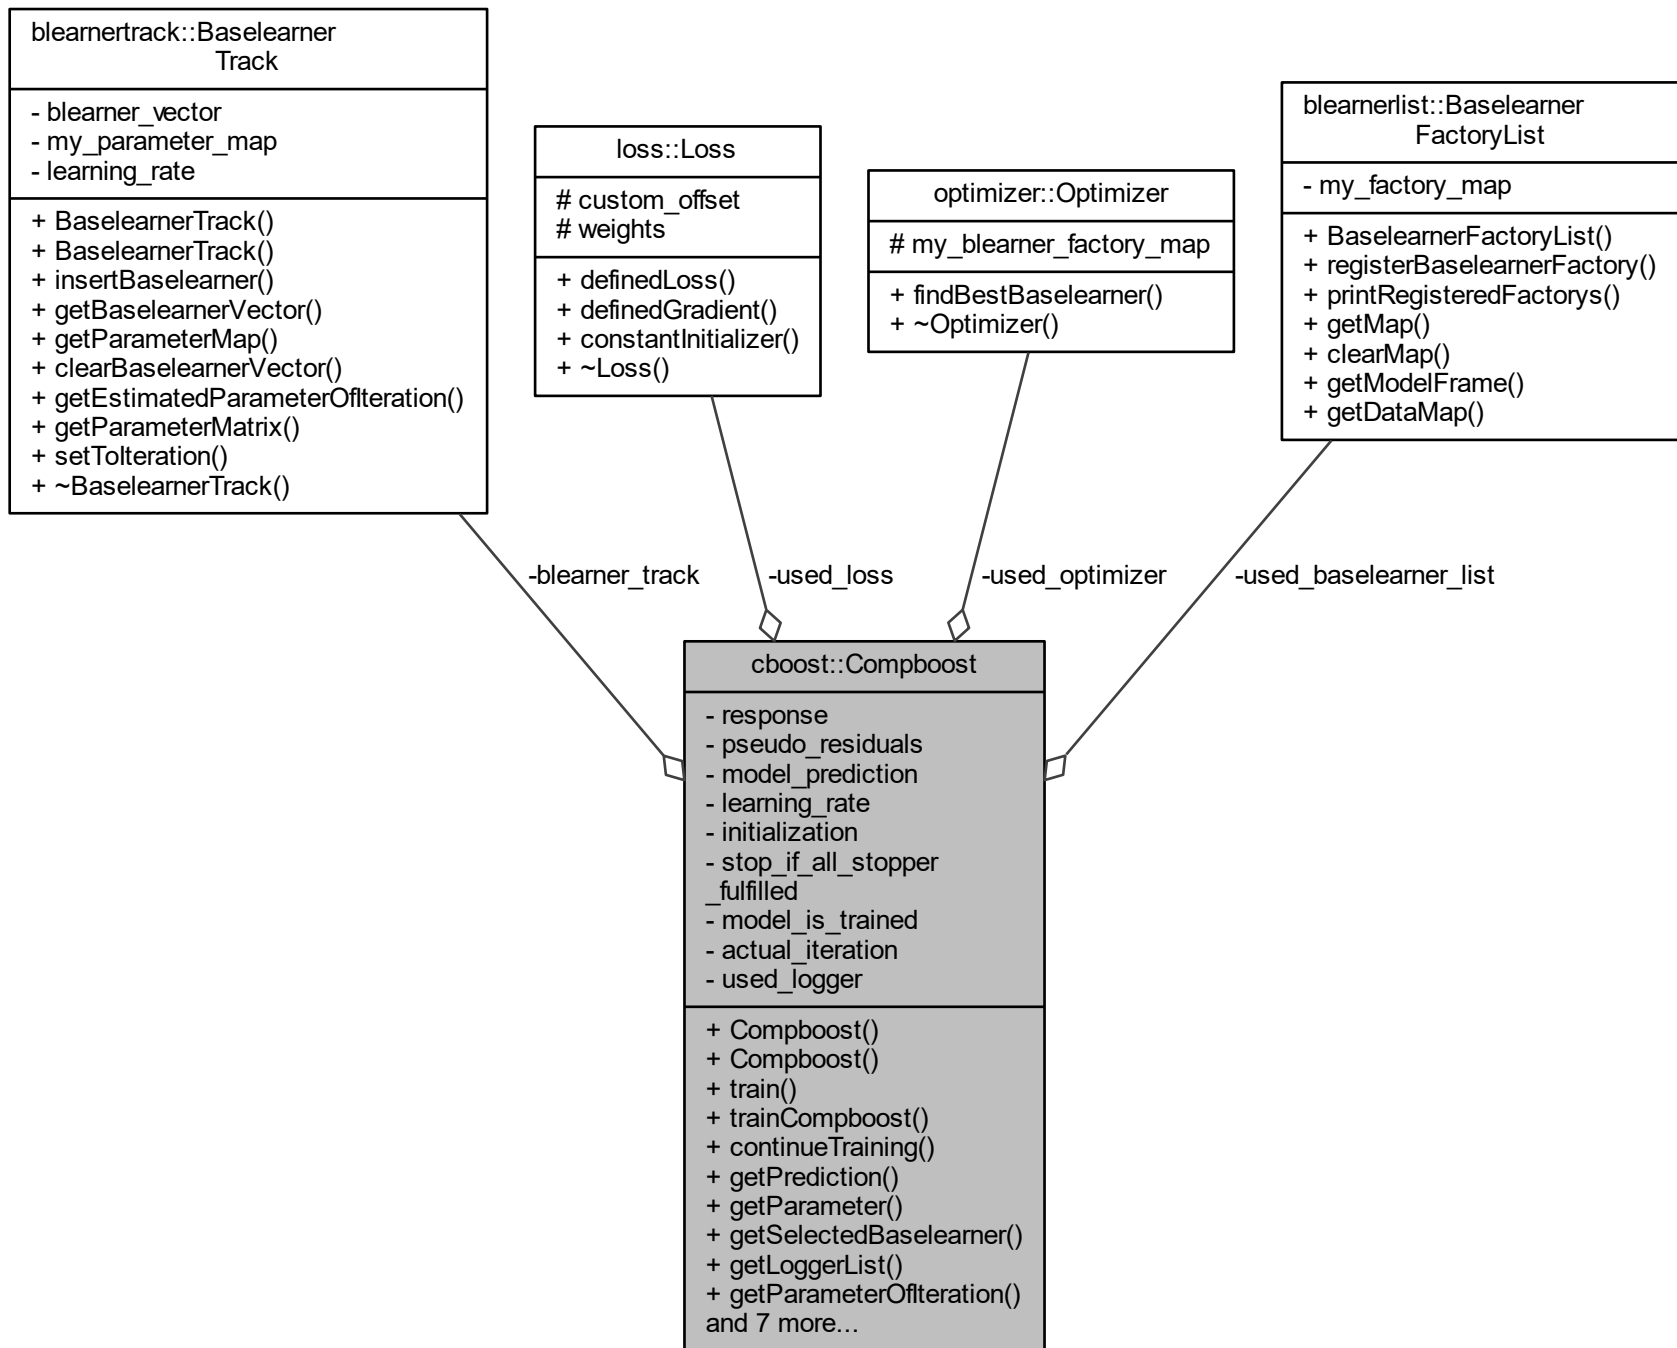 blearnertrack::Baselearner
Track
- blearner_vector
- my_parameter_map
- learning_rate
+ BaselearnerTrack()
+ BaselearnerTrack()
+ insertBaselearner()
+ getBaselearnerVector()
+ getParameterMap()
+ clearBaselearnerVector()
+ getEstimatedParameterOfIteration()
+ getParameterMatrix()
+ setToIteration()
+ ~BaselearnerTrack()
loss::Loss
# custom_offset
# weights
+ definedLoss()
+ definedGradient()
+ constantInitializer()
+ ~Loss()
optimizer::Optimizer
# my_blearner_factory_map
+ findBestBaselearner()
+ ~Optimizer()
blearnerlist::Baselearner
FactoryList
- my_factory_map
+ BaselearnerFactoryList()
+ registerBaselearnerFactory()
+ printRegisteredFactorys()
+ getMap()
+ clearMap()
+ getModelFrame()
+ getDataMap()
-blearner_track
-used_loss
-used_optimizer
-used_baselearner_list
cboost::Compboost
- response
- pseudo_residuals
- model_prediction
- learning_rate
- initialization
- stop_if_all_stopper
_fulfilled
- model_is_trained
- actual_iteration
- used_logger
+ Compboost()
+ Compboost()
+ train()
+ trainCompboost()
+ continueTraining()
+ getPrediction()
+ getParameter()
+ getSelectedBaselearner()
+ getLoggerList()
+ getParameterOfIteration()
and 7 more...